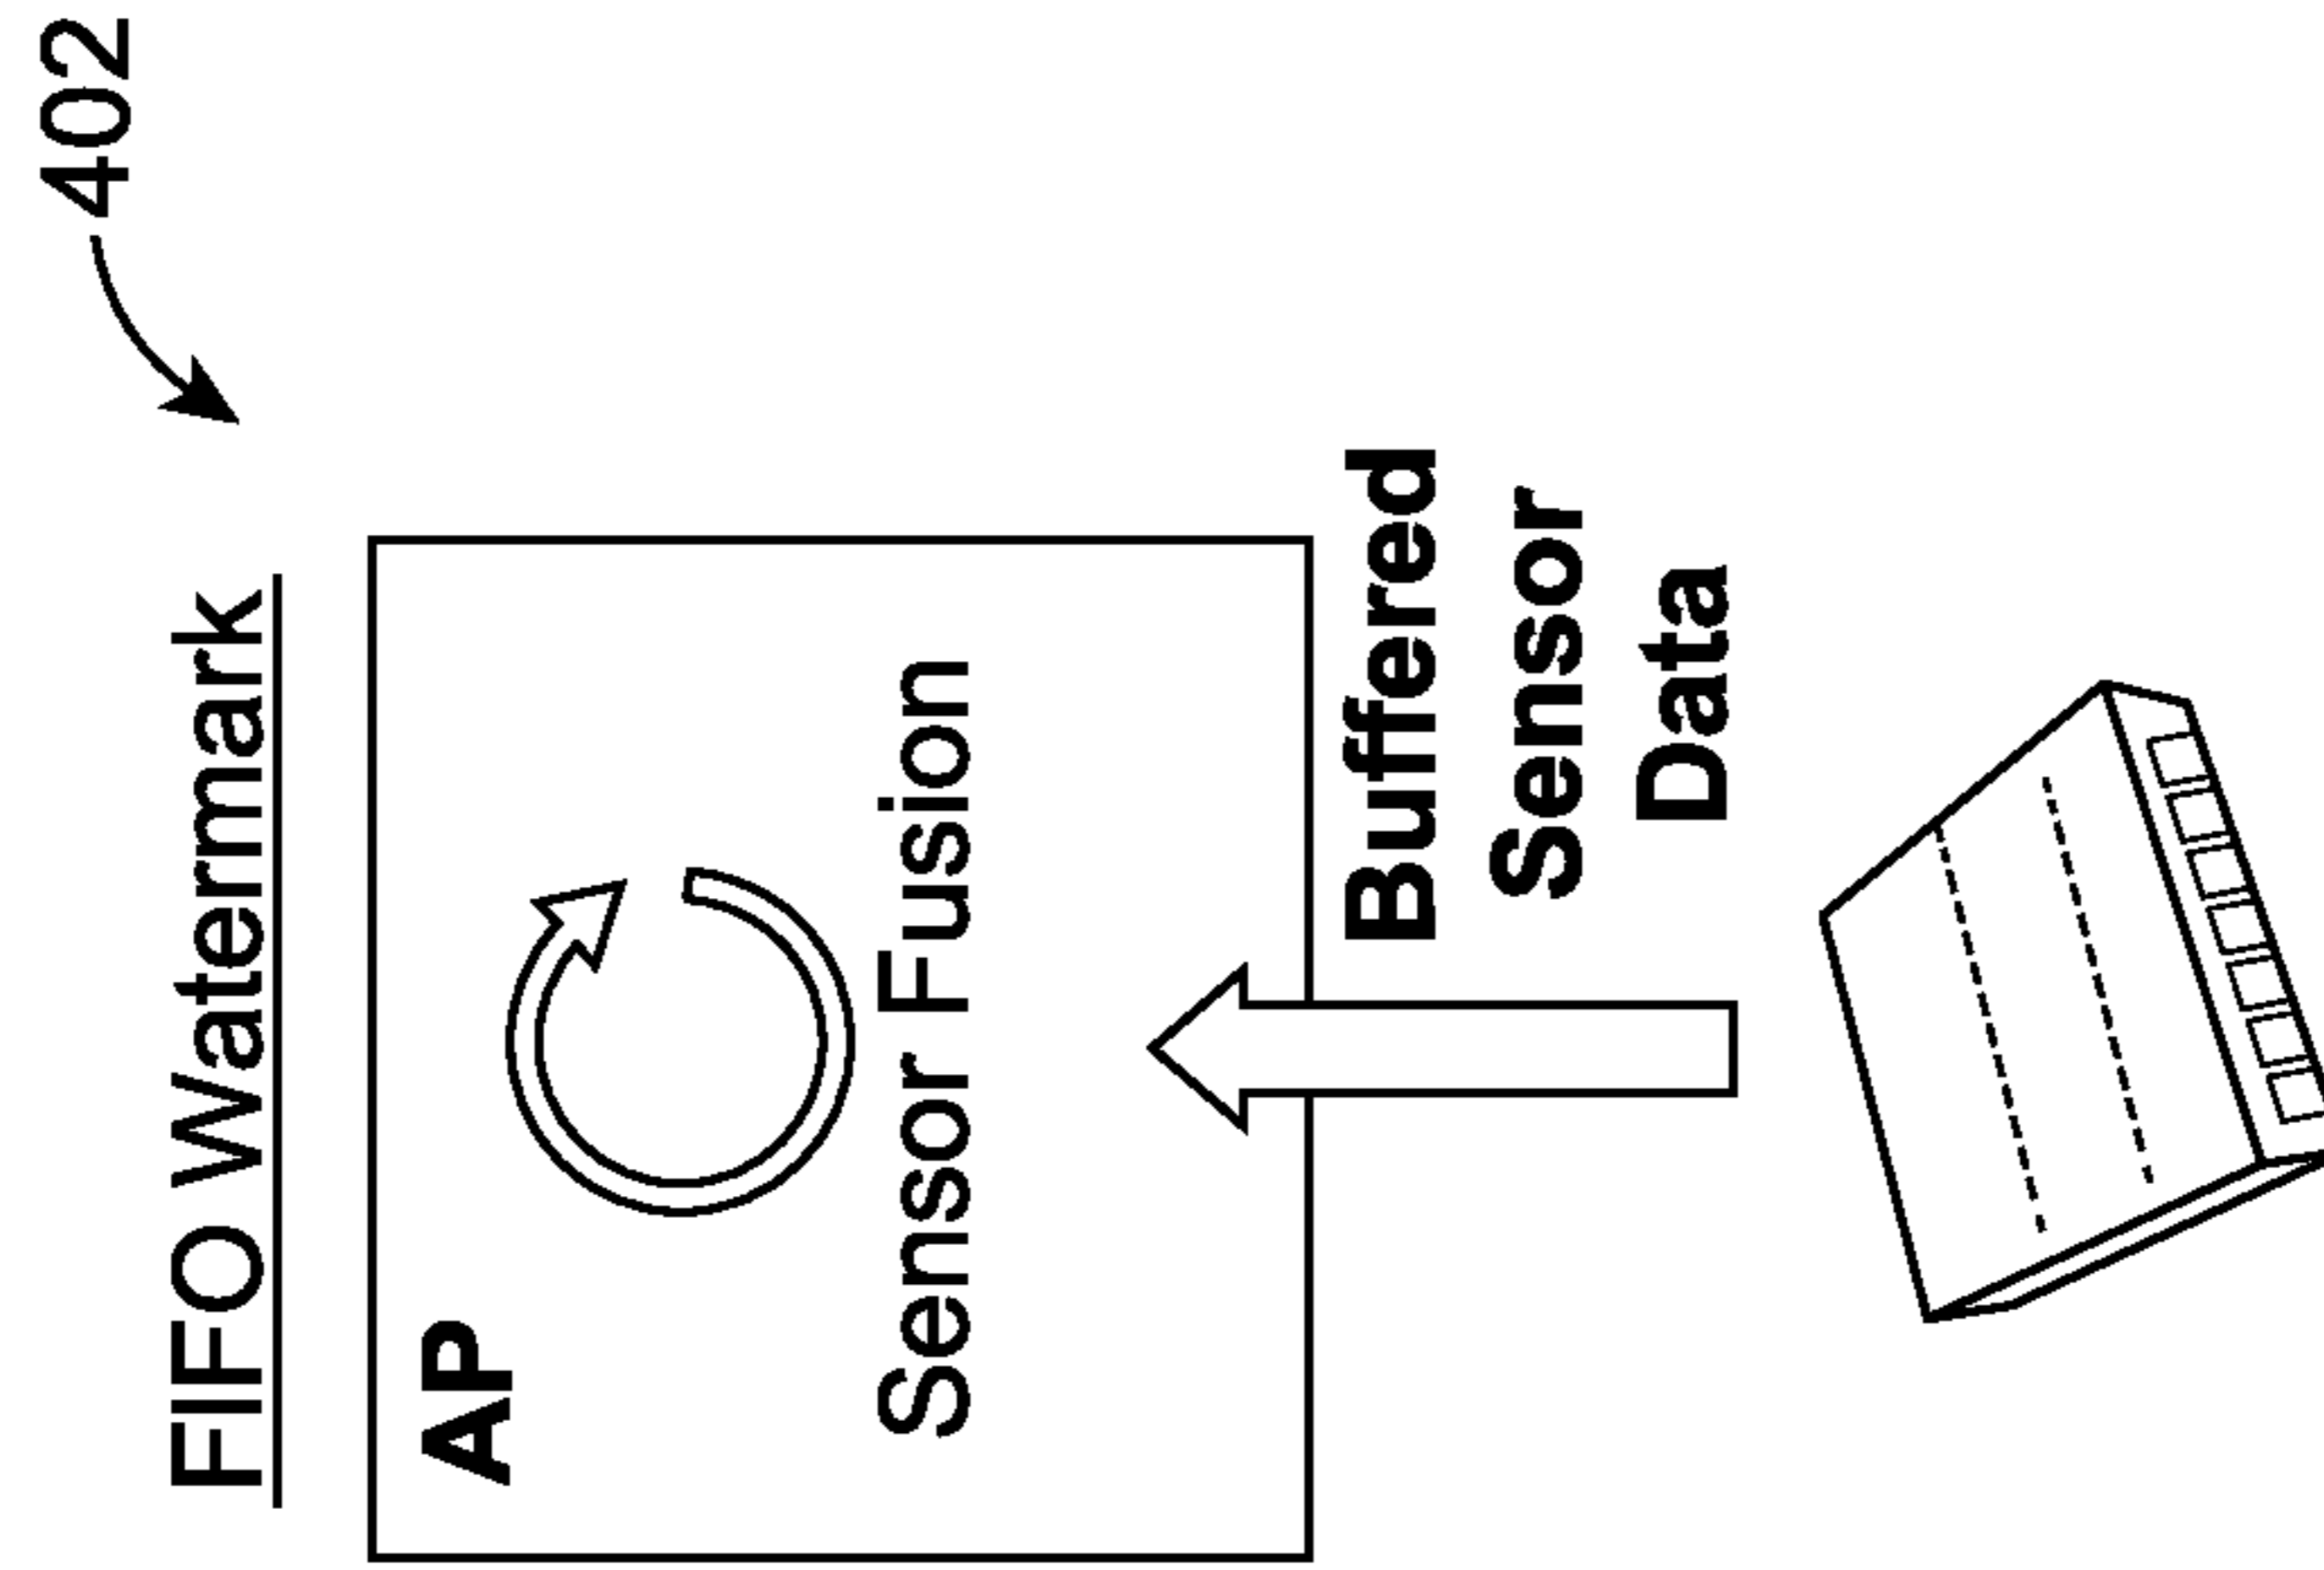 402
FIFO Watermark
AP
Sensor Fusion
Buffered
Sensor
Data